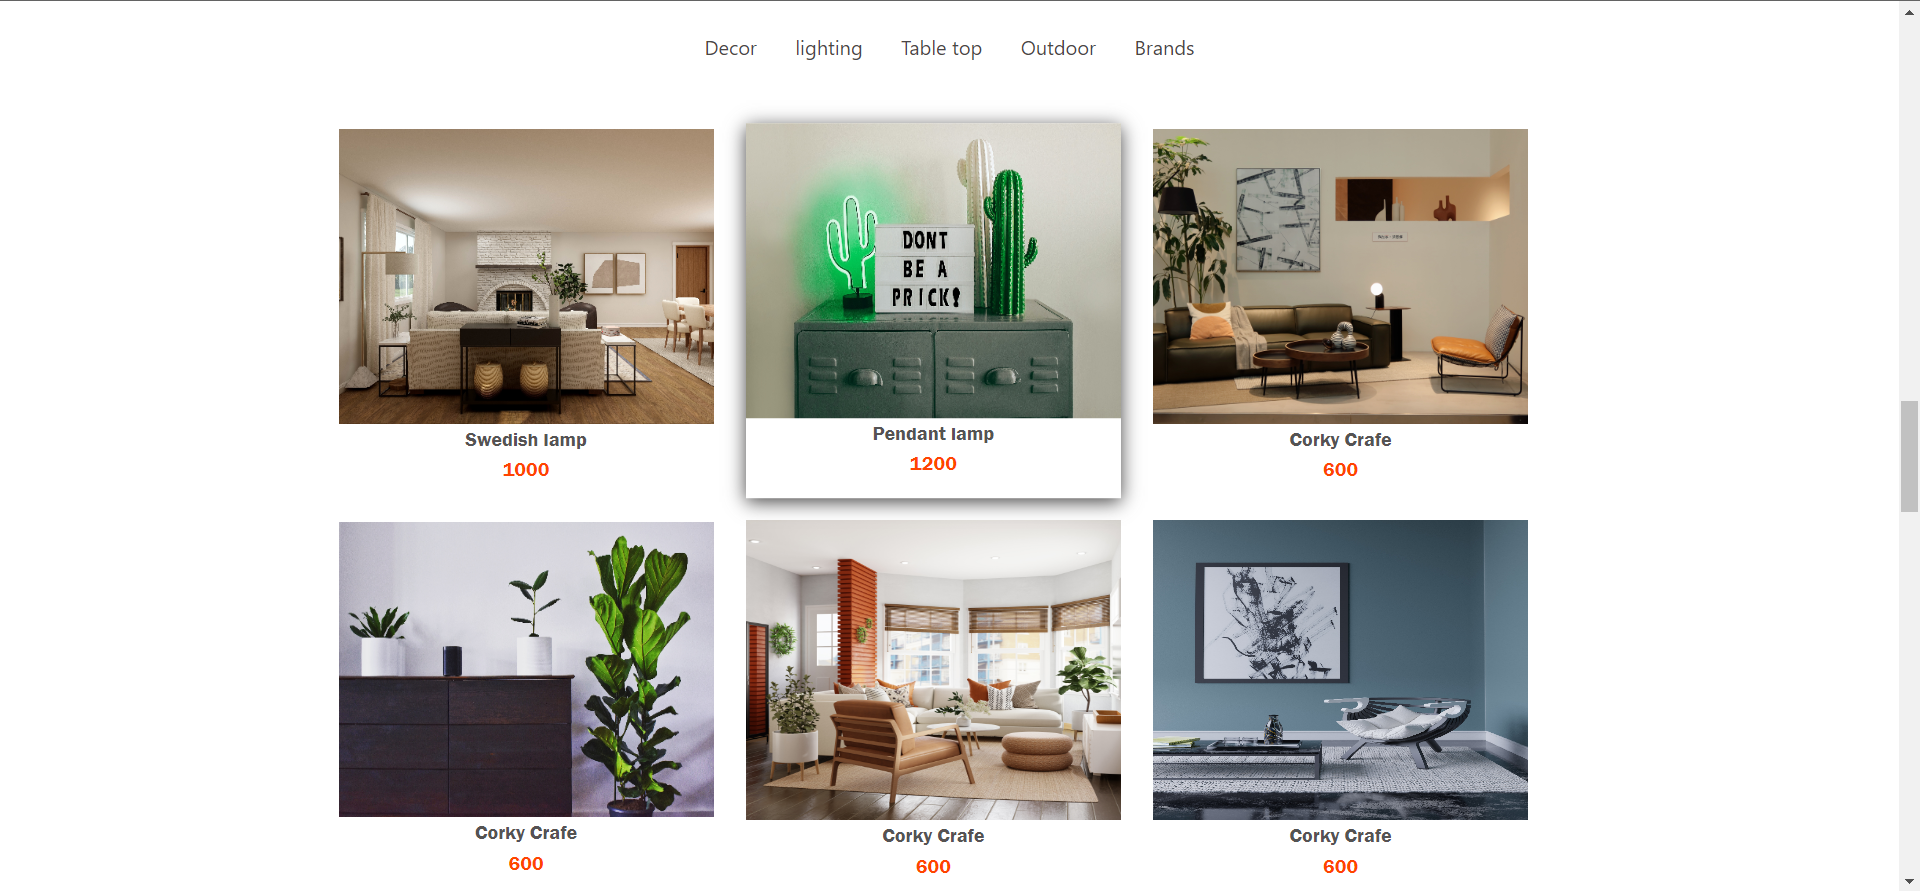 Decor lighting Table top Outdoor Brands
DONT
BE A
PRICK!
Swedish lamp
1000
Pendant lamp
1200
Corky Crafe
600
Corky Crafe
600
Corky Crafe
600
Corky Crafe
600